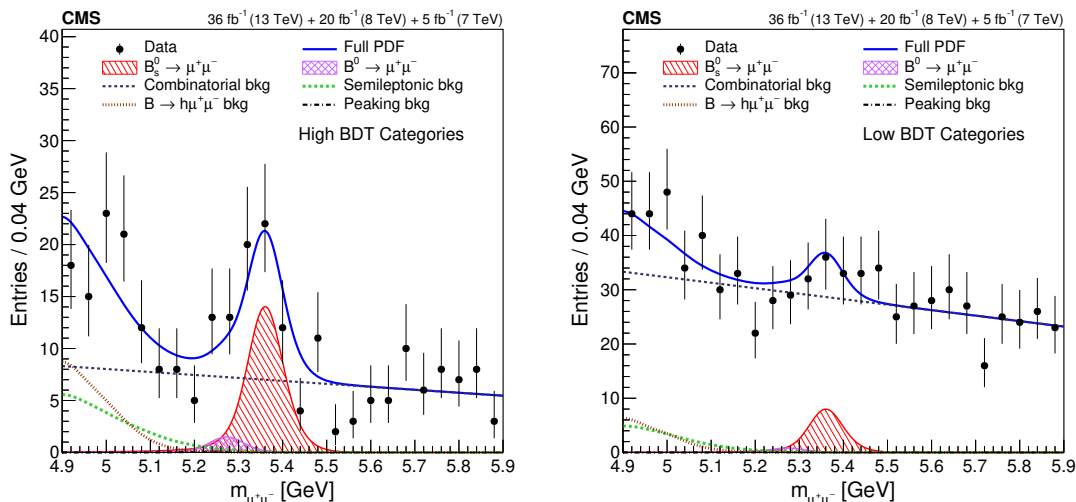 CMS 36 fb⁻¹ (13 TeV) + 20 fb⁻¹ (8 TeV) + 5 fb⁻¹ (7 TeV)
Entries / 0.04 GeV
40
35
30
25
20
15
10
5
0
Data Full PDF
B⁰ₛ → μ⁺μ⁻ B⁰ → μ⁺μ⁻
Combinatorial bkg Semileptonic bkg
B → hμ⁺μ⁻ bkg Peaking bkg
High BDT Categories
4.9 5 5.1 5.2 5.3 5.4 5.5 5.6 5.7 5.8 5.9
m_μ⁺μ⁻ [GeV]
CMS 36 fb⁻¹ (13 TeV) + 20 fb⁻¹ (8 TeV) + 5 fb⁻¹ (7 TeV)
Entries / 0.04 GeV
70
60
50
40
30
20
10
0
Data Full PDF
B⁰ₛ → μ⁺μ⁻ B⁰ → μ⁺μ⁻
Combinatorial bkg Semileptonic bkg
B → hμ⁺μ⁻ bkg Peaking bkg
Low BDT Categories
4.9 5 5.1 5.2 5.3 5.4 5.5 5.6 5.7 5.8 5.9
m_μ⁺μ⁻ [GeV]